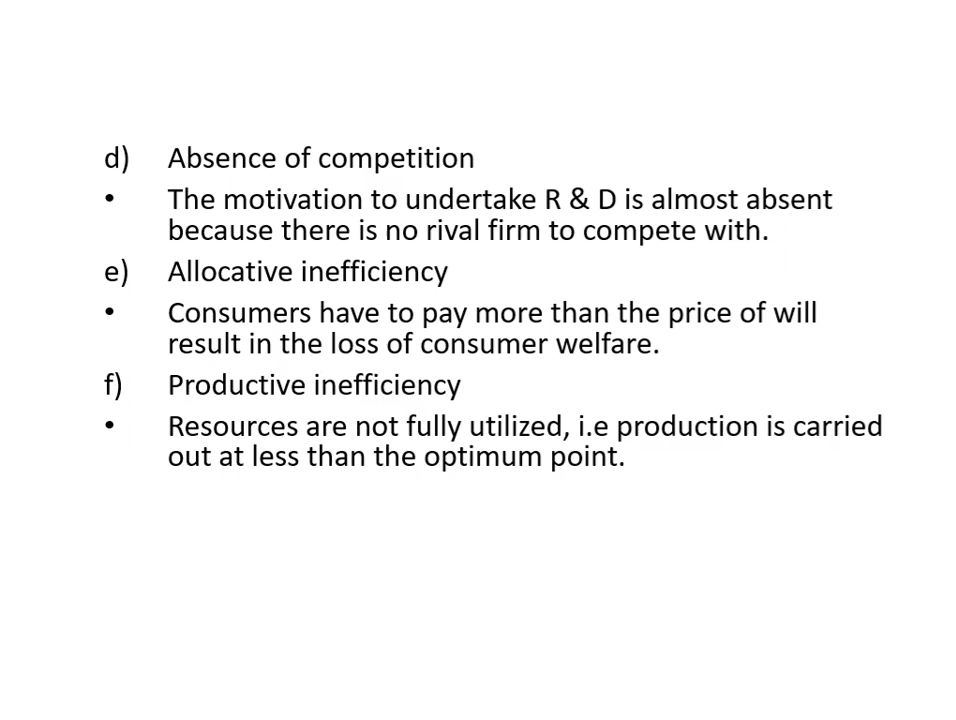 d) Absence of competition
• The motivation to undertake R & D is almost absent
because there is no rival firm to compete with.
e) Allocative inefficiency
• Consumers have to pay more than the price of will
result in the loss of consumer welfare.
f) Productive inefficiency
• Resources are not fully utilized, i.e production is carried
out at less than the optimum point.